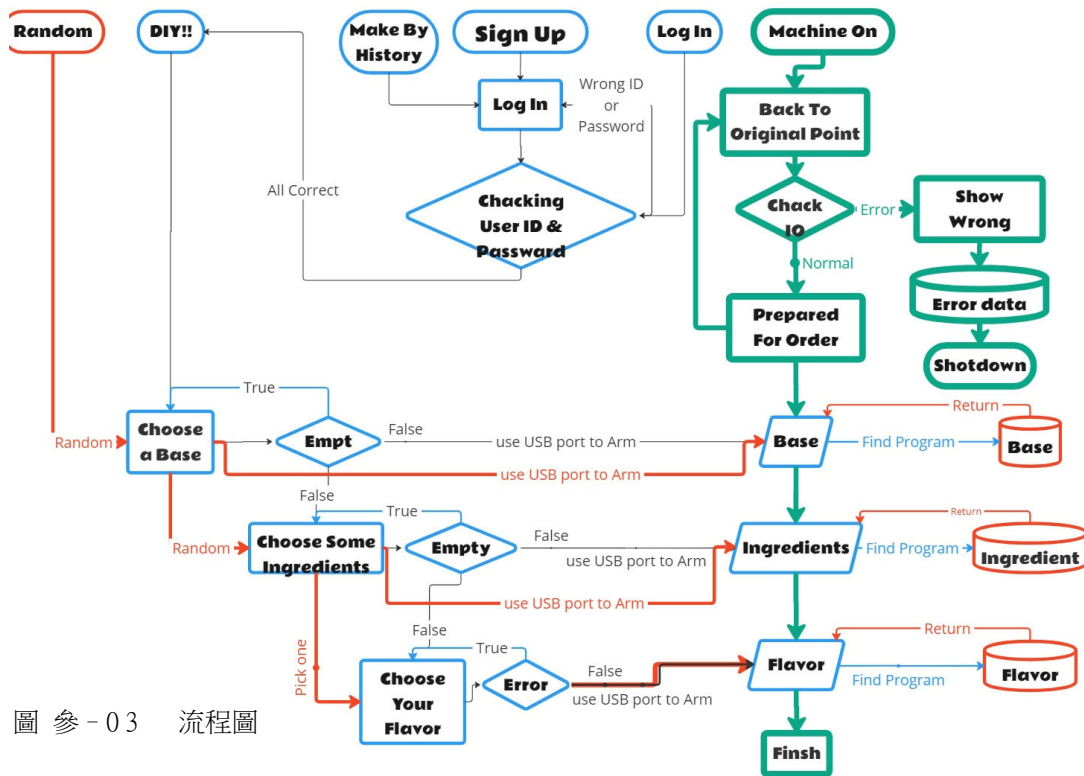 Random
DIY!!
Make By
History
Sign Up
Log In
Machine On
Log In
Wrong ID
or
Password
Back To
Original Point
All Correct
Chacking
User ID &
Passward
Chack
IO
Error
Show
Wrong
Normal
Error data
Prepared
For Order
Shotdown
True
Return
Random
Choose
a Base
Empt
False
use USB port to Arm
Base
Find Program
Base
use USB port to Arm
False
True
Return
Random
Choose Some
Ingredients
Empty
False
use USB port to Arm
Ingredients
Find Program
Ingredient
use USB port to Arm
False
True
Return
Pick one
Choose
Your
Flavor
Error
False
use USB port to Arm
Flavor
Find Program
Flavor
圖 參-03 流程圖
Finsh